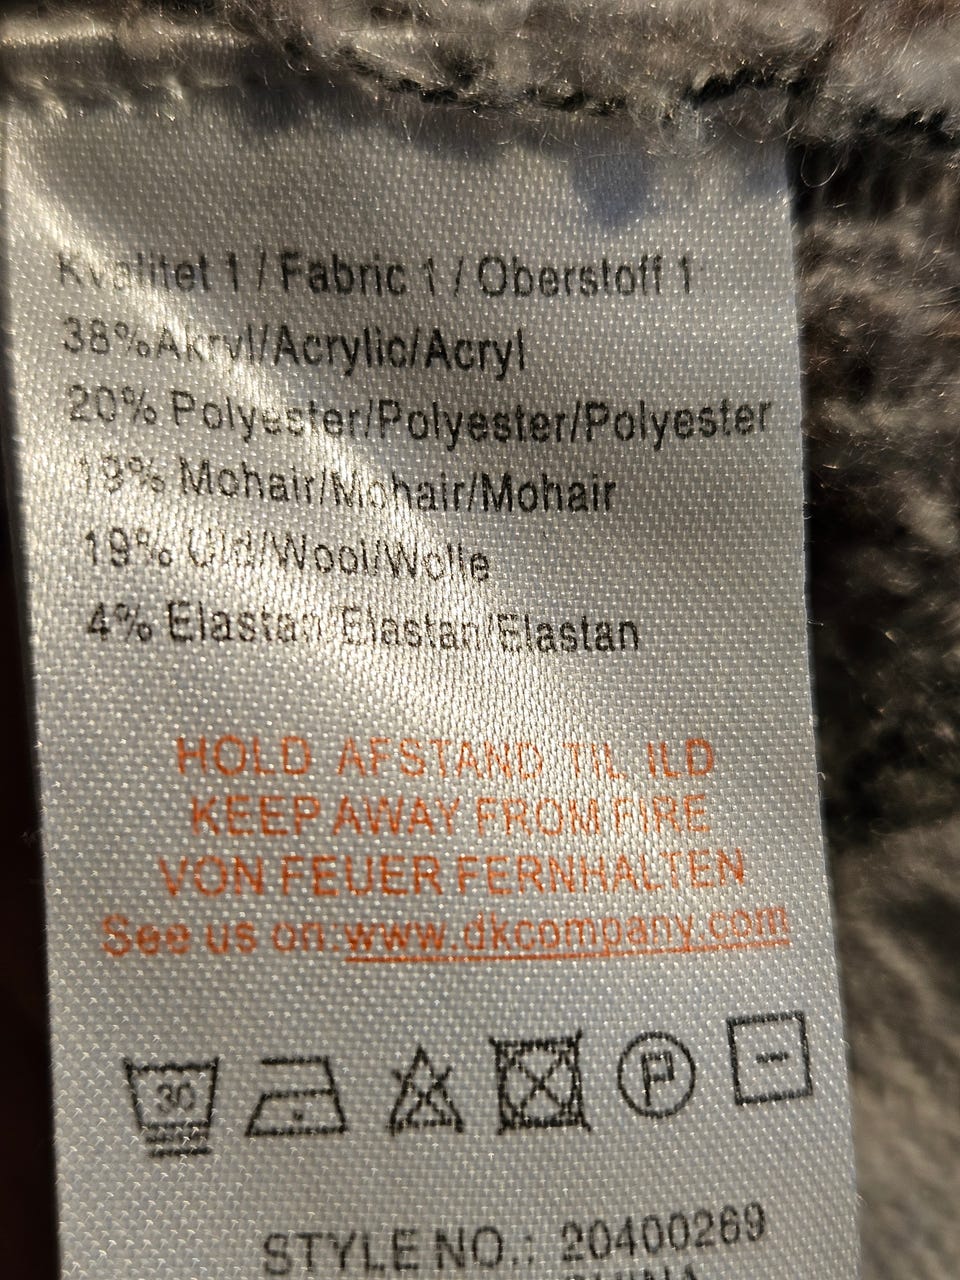 Kvalitet 1 / Fabric 1 / Oberstoff 1
38%Akryl/Acrylic/Acryl
20% Polyester/Polyester/Polyester
19% Mohair/Mohair/Mohair
19% Uld/Wool/Wolle
4% Elastan/Elastan/Elastan
HOLD AFSTAND TIL ILD
KEEP AWAY FROM FIRE
VON FEUER FERNHALTEN
See us on:www.dkcompany.com
30 P
STYLE NO.: 20400269
CHINA